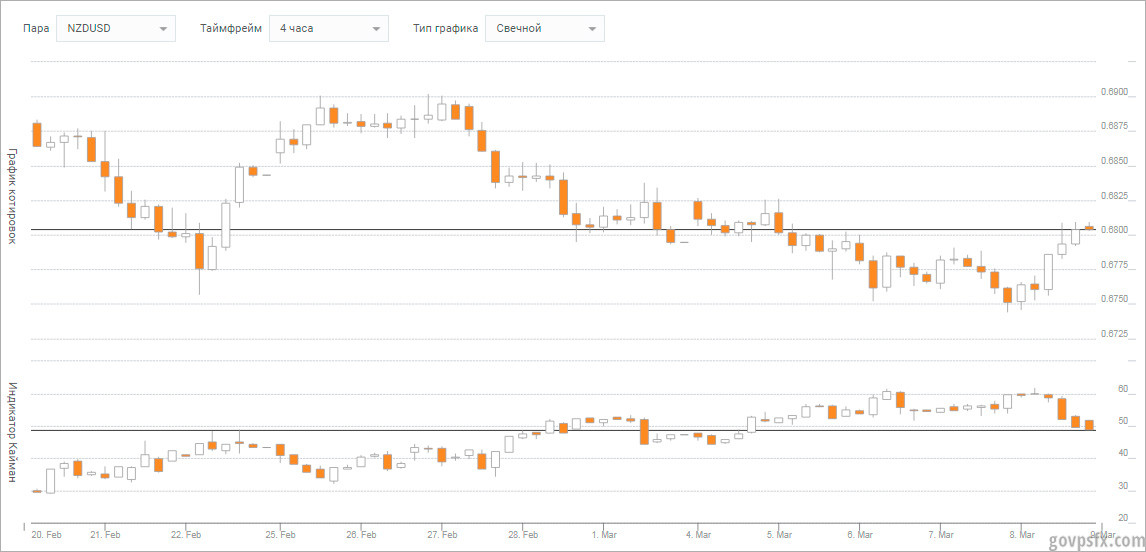 Пара NZDUSD Таймфрейм 4 часа Тип графика Свечной
График котировок
0.6900
0.6875
0.6850
0.6825
0.6800
0.6775
0.6750
0.6725
Индикатор Кайман
60
50
40
30
20
20. Feb 21. Feb 22. Feb 25. Feb 26. Feb 27. Feb 28. Feb 1. Mar 4. Mar 5. Mar 6. Mar 7. Mar 8. Mar
govpsfx.com